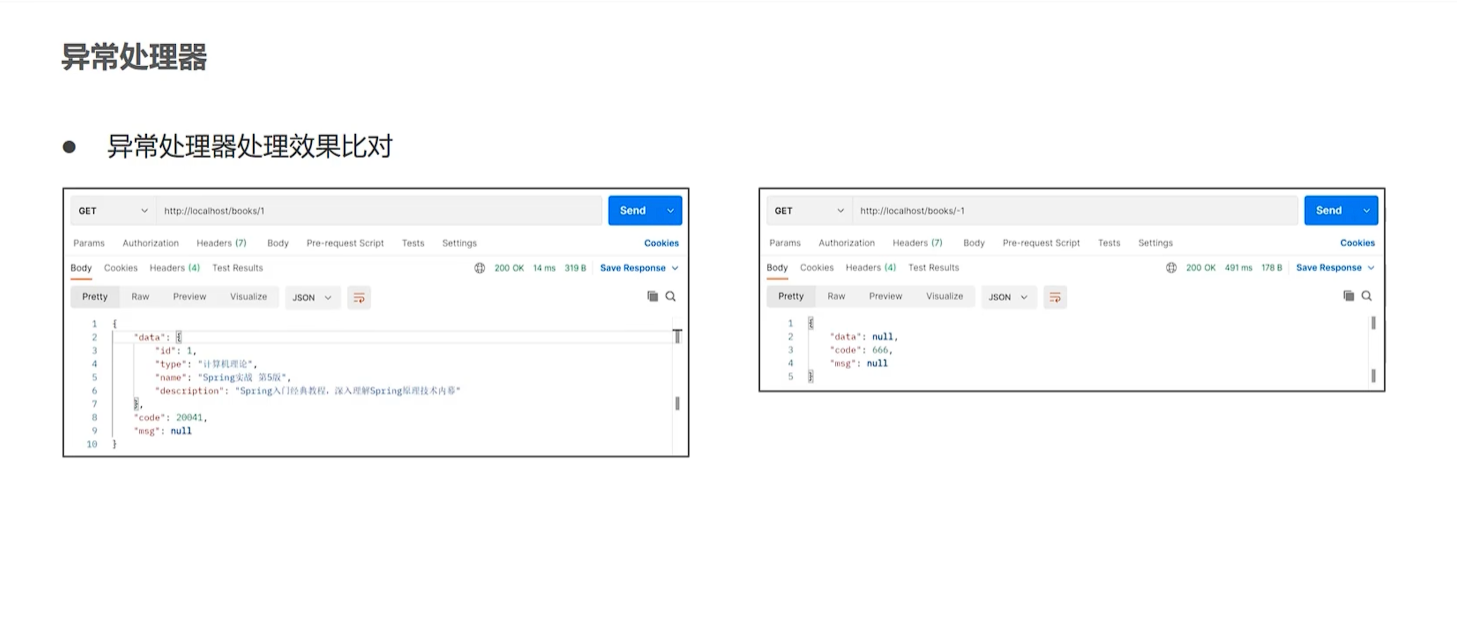 异常处理器
● 异常处理器处理效果比对
GET http://localhost/books/1 Send
Params Authorization Headers (7) Body Pre-request Script Tests Settings Cookies
Body Cookies Headers (4) Test Results 200 OK 14 ms 319 B Save Response
Pretty Raw Preview Visualize JSON
1 {
2 "data": {
3 "id": 1,
4 "type": "计算机理论",
5 "name": "Spring实战 第5版",
6 "description": "Spring入门经典教程，深入理解Spring原理技术内幕"
7 },
8 "code": 20041,
9 "msg": null
10 }
GET http://localhost/books/-1 Send
Params Authorization Headers (7) Body Pre-request Script Tests Settings Cookies
Body Cookies Headers (4) Test Results 200 OK 491 ms 178 B Save Response
Pretty Raw Preview Visualize JSON
1 {
2 "data": null,
3 "code": 666,
4 "msg": null
5 }